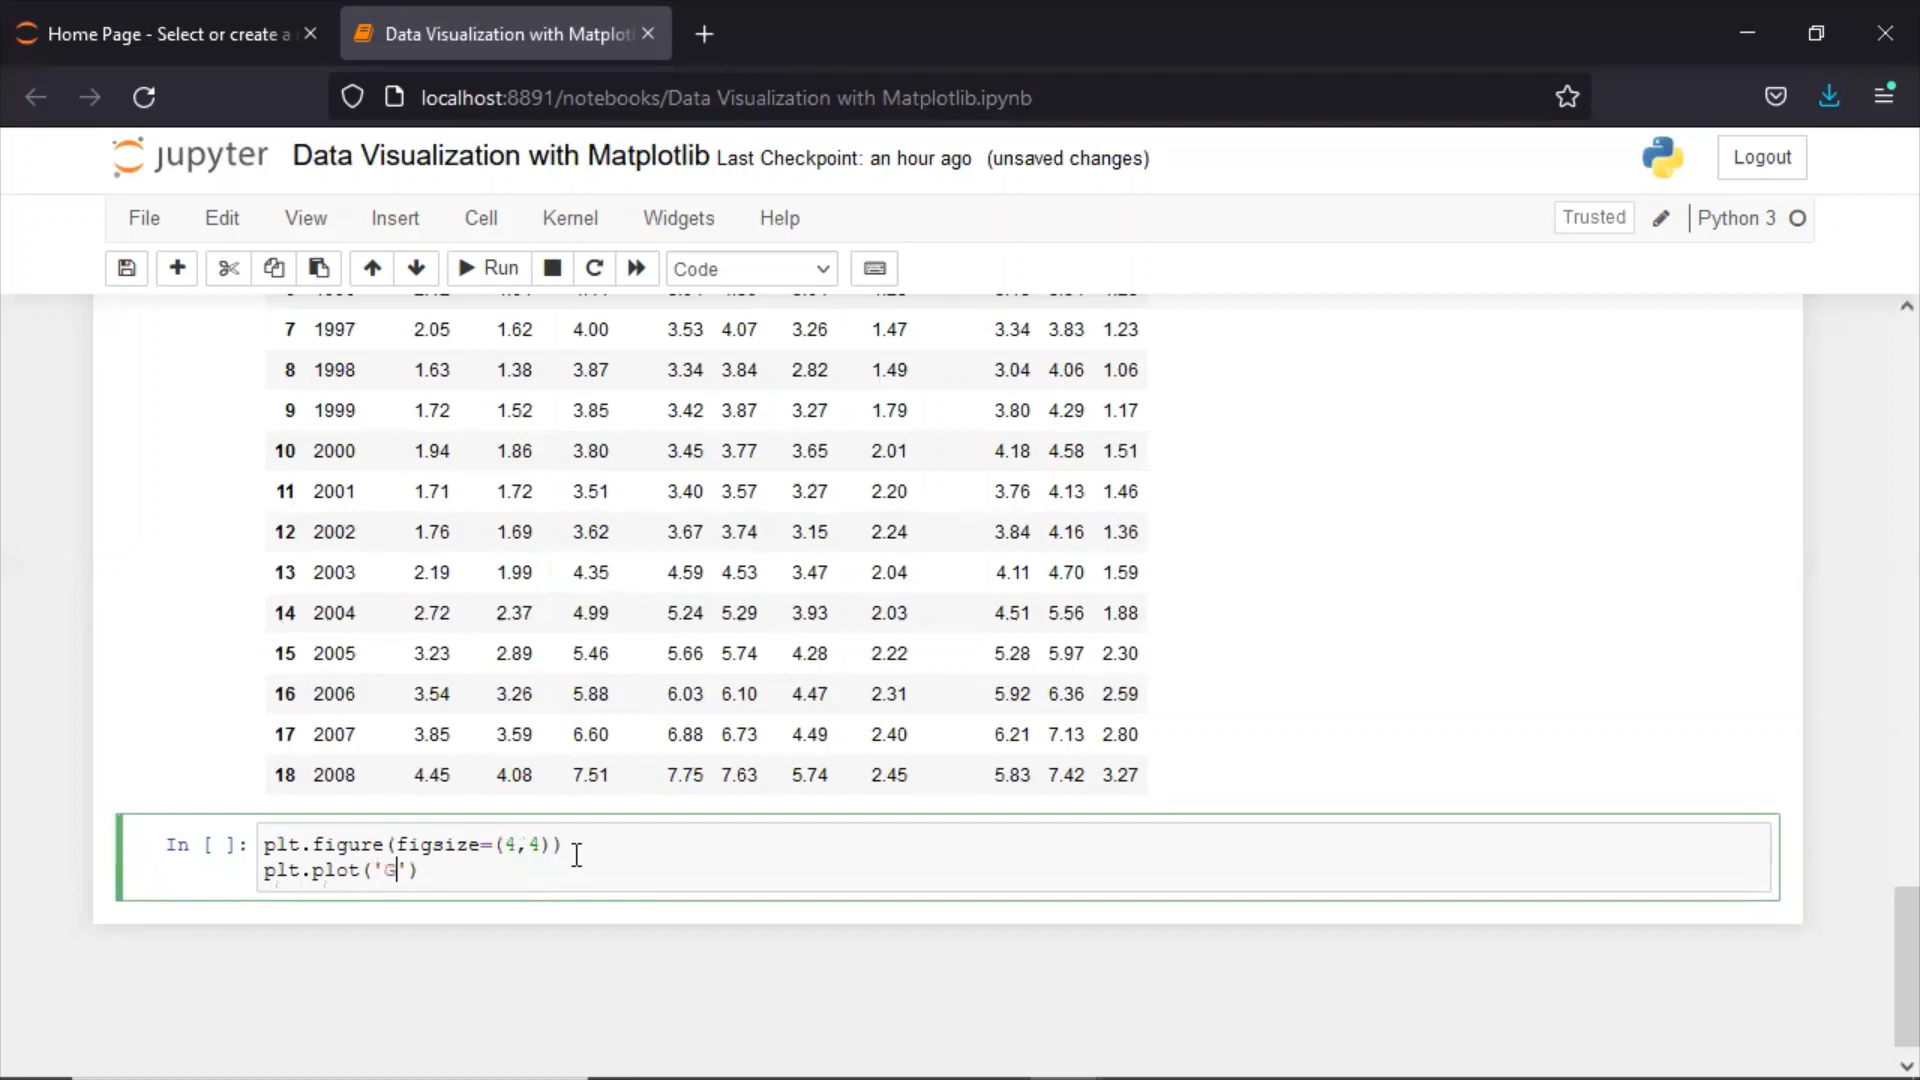 Home Page - Select or create a
Data Visualization with Matplotl
localhost:8891/notebooks/Data Visualization with Matplotlib.ipynb
jupyter Data Visualization with Matplotlib Last Checkpoint: an hour ago (unsaved changes)
Logout
File Edit View Insert Cell Kernel Widgets Help
Trusted Python 3
Run Code
7 1997 2.05 1.62 4.00 3.53 4.07 3.26 1.47 3.34 3.83 1.23
8 1998 1.63 1.38 3.87 3.34 3.84 2.82 1.49 3.04 4.06 1.06
9 1999 1.72 1.52 3.85 3.42 3.87 3.27 1.79 3.80 4.29 1.17
10 2000 1.94 1.86 3.80 3.45 3.77 3.65 2.01 4.18 4.58 1.51
11 2001 1.71 1.72 3.51 3.40 3.57 3.27 2.20 3.76 4.13 1.46
12 2002 1.76 1.69 3.62 3.67 3.74 3.15 2.24 3.84 4.16 1.36
13 2003 2.19 1.99 4.35 4.59 4.53 3.47 2.04 4.11 4.70 1.59
14 2004 2.72 2.37 4.99 5.24 5.29 3.93 2.03 4.51 5.56 1.88
15 2005 3.23 2.89 5.46 5.66 5.74 4.28 2.22 5.28 5.97 2.30
16 2006 3.54 3.26 5.88 6.03 6.10 4.47 2.31 5.92 6.36 2.59
17 2007 3.85 3.59 6.60 6.88 6.73 4.49 2.40 6.21 7.13 2.80
18 2008 4.45 4.08 7.51 7.75 7.63 5.74 2.45 5.83 7.42 3.27
In [ ]: plt.figure(figsize=(4,4))
plt.plot('G')